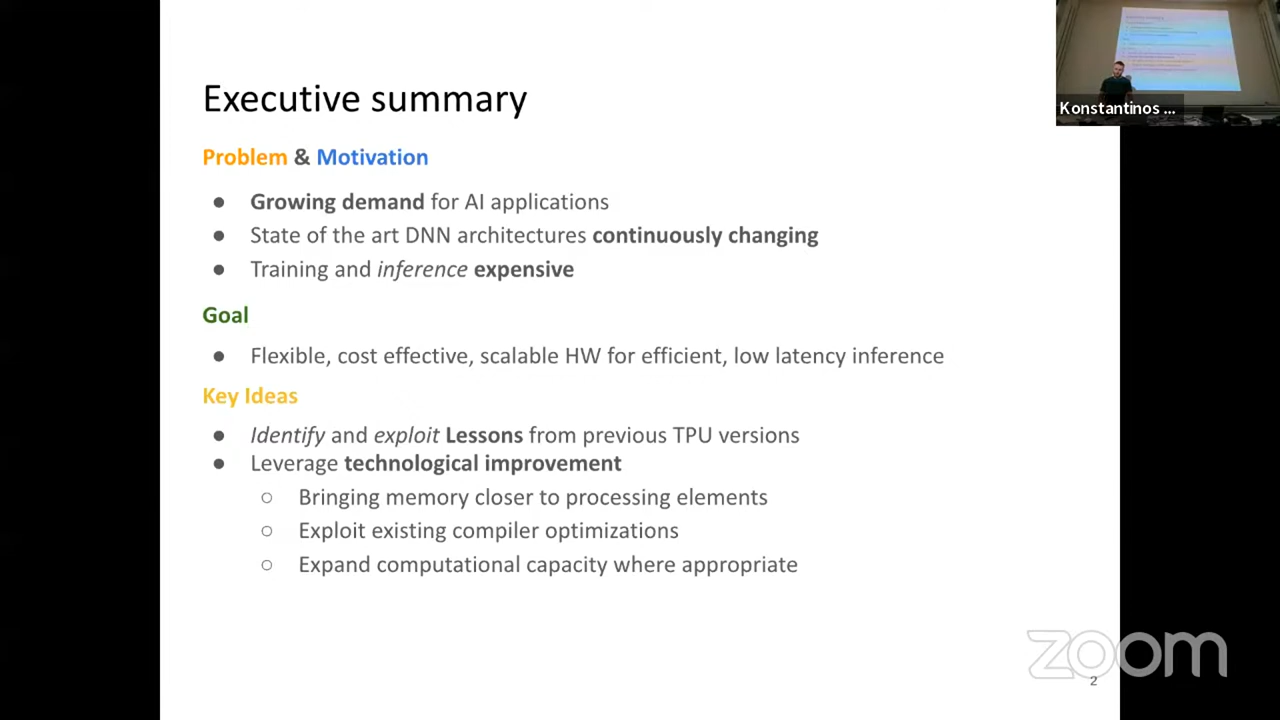 Executive summary
Konstantinos ...
Problem & Motivation
● Growing demand for AI applications
● State of the art DNN architectures continuously changing
● Training and inference expensive
Goal
● Flexible, cost effective, scalable HW for efficient, low latency inference
Key Ideas
● Identify and exploit Lessons from previous TPU versions
● Leverage technological improvement
○ Bringing memory closer to processing elements
○ Exploit existing compiler optimizations
○ Expand computational capacity where appropriate
zoom
2